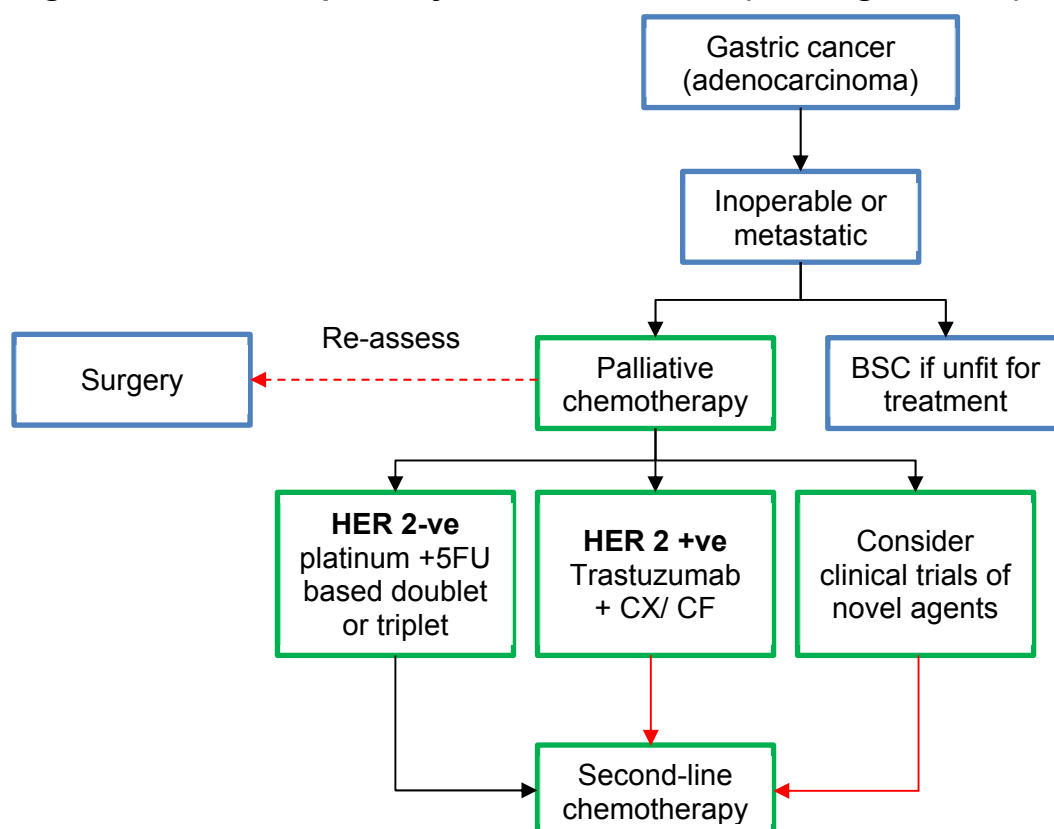 Gastric cancer
(adenocarcinoma)
Inoperable or
metastatic
Re-assess
Surgery
Palliative
chemotherapy
BSC if unfit for
treatment
HER 2-ve
platinum +5FU
based doublet
or triplet
HER 2 +ve
Trastuzumab
+ CX/ CF
Consider
clinical trials of
novel agents
Second-line
chemotherapy